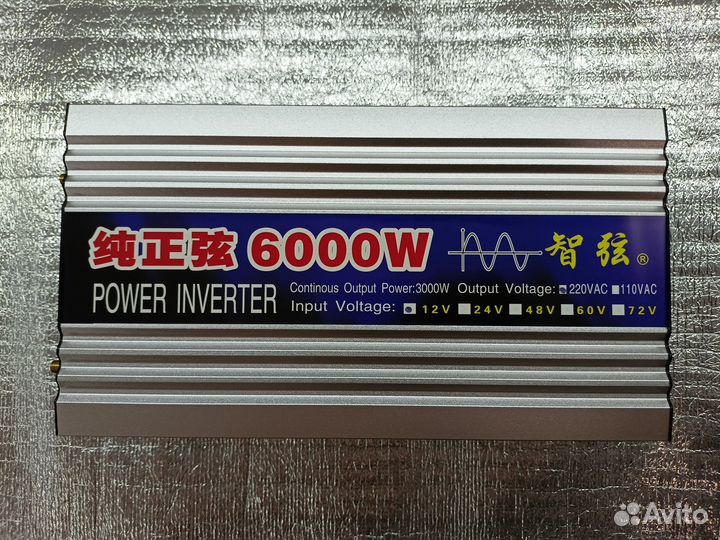 纯正弦 6000W 智弦®
POWER INVERTER
Continous Output Power:3000W Output Voltage: 220VAC 110VAC
Input Voltage: 12V 24V 48V 60V 72V
Avito